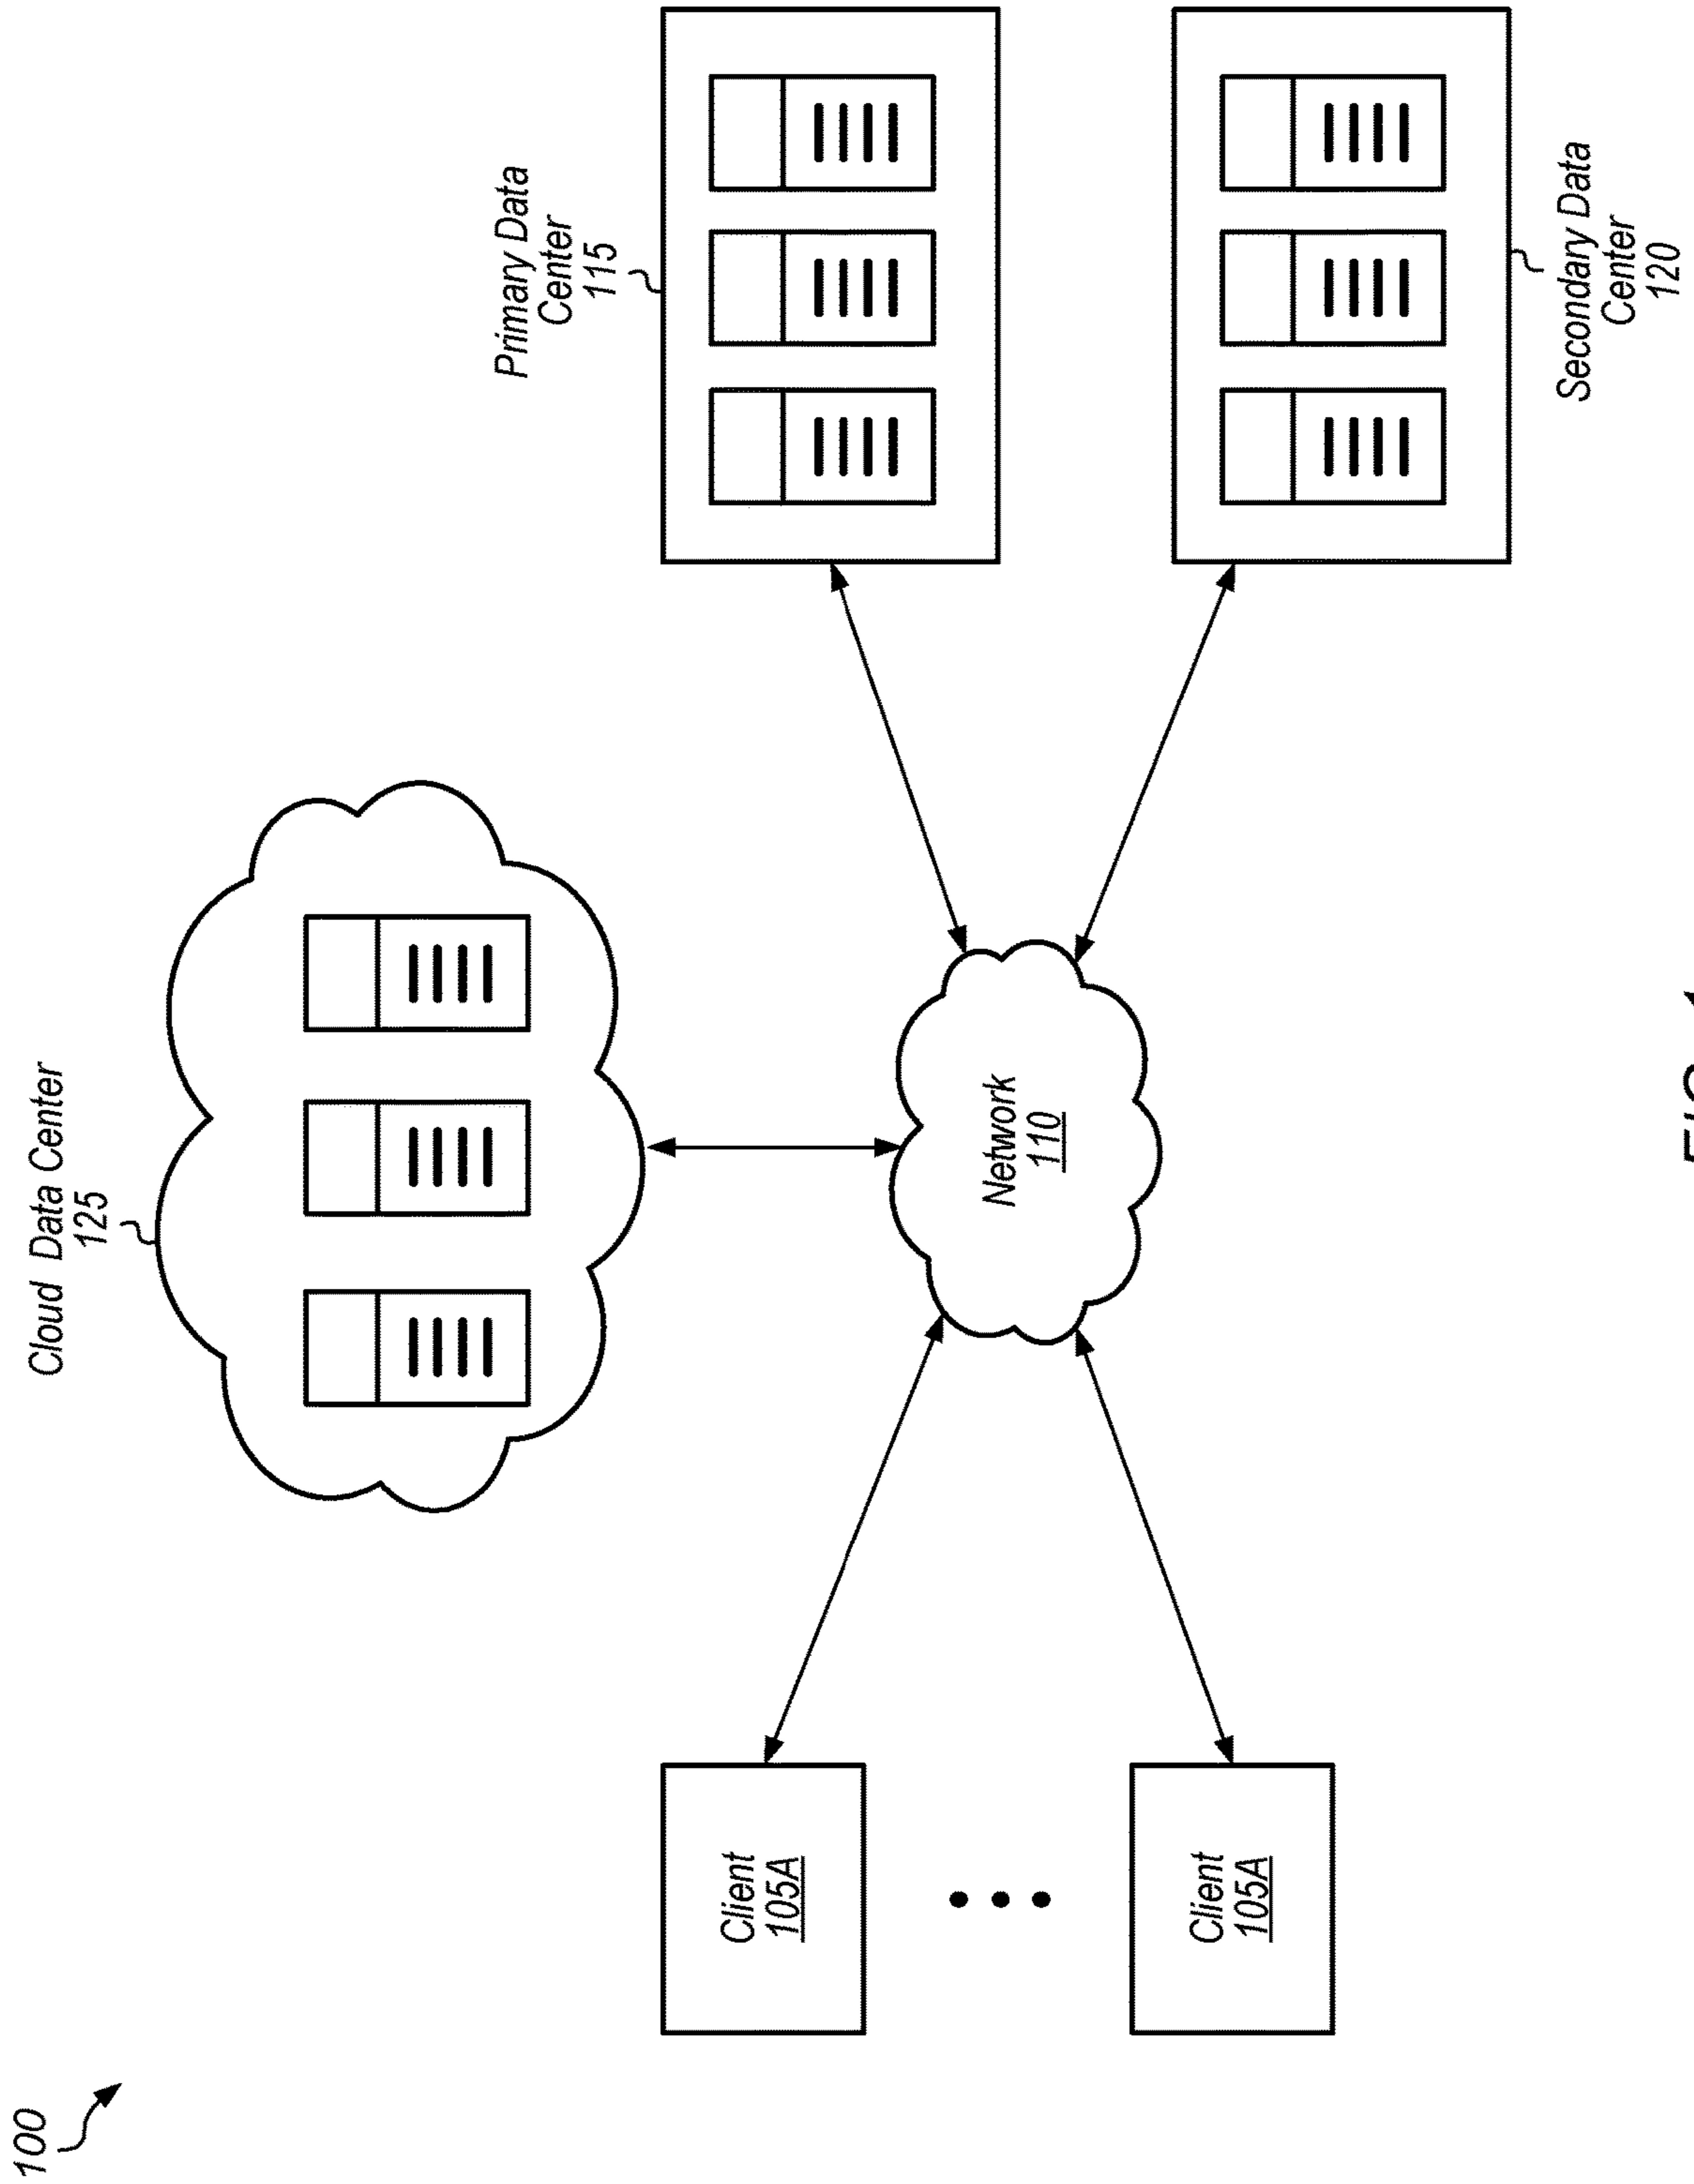 100
Cloud Data Center
125
Primary Data
Center
115
Network
110
Client
105A
Client
105A
Secondary Data
Center
120